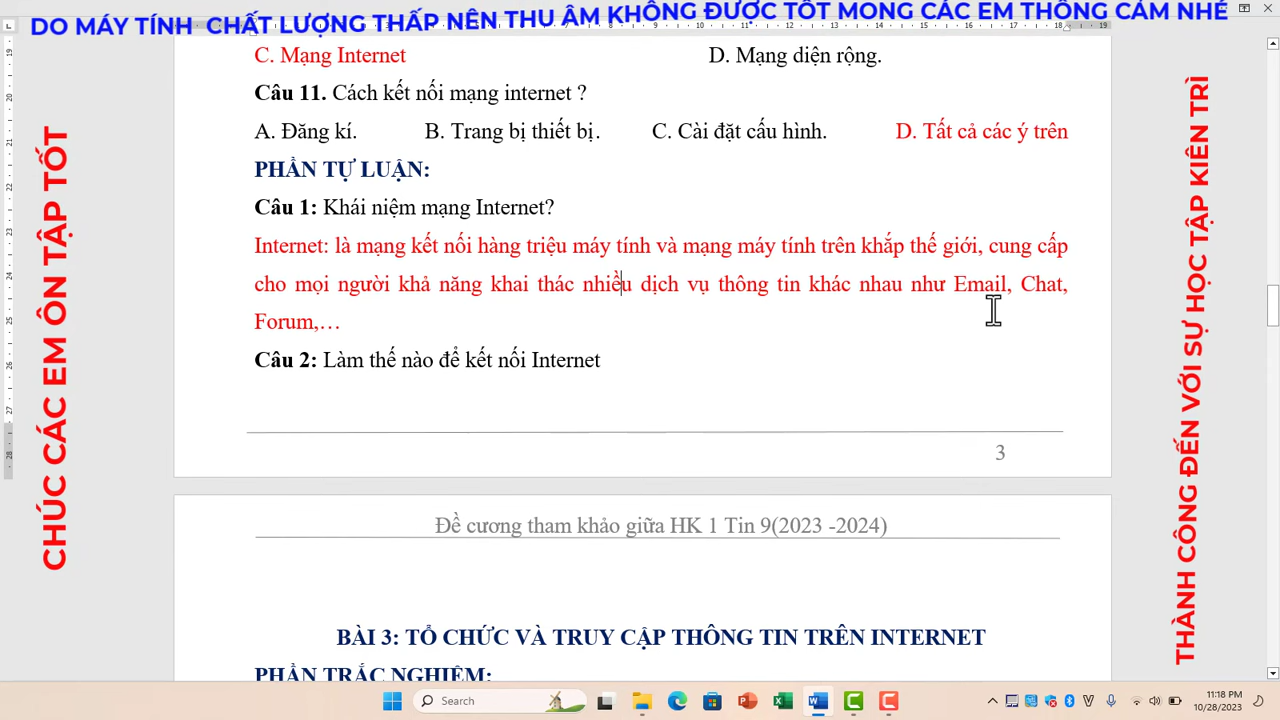 DO MÁY TÍNH CHẤT LƯỢNG THẤP NÊN THU ÂM KHÔNG ĐƯỢC TỐT MONG CÁC EM THÔNG CẢM NHÉ
CHÚC CÁC EM ÔN TẬP TỐT
C. Mạng Internet D. Mạng diện rộng.
Câu 11. Cách kết nối mạng internet ?
A. Đăng kí. B. Trang bị thiết bị. C. Cài đặt cấu hình. D. Tất cả các ý trên
PHẦN TỰ LUẬN:
Câu 1: Khái niệm mạng Internet?
Internet: là mạng kết nối hàng triệu máy tính và mạng máy tính trên khắp thế giới, cung cấp
cho mọi người khả năng khai thác nhiều dịch vụ thông tin khác nhau như Email, Chat,
Forum,…
Câu 2: Làm thế nào để kết nối Internet
3
Đề cương tham khảo giữa HK 1 Tin 9(2023 -2024)
BÀI 3: TỔ CHỨC VÀ TRUY CẬP THÔNG TIN TRÊN INTERNET
PHẦN TRẮC NGHIỆM:
THÀNH CÔNG ĐẾN VỚI SỰ HỌC TẬP KIÊN TRÌ
Search
11:18 PM
10/28/2023